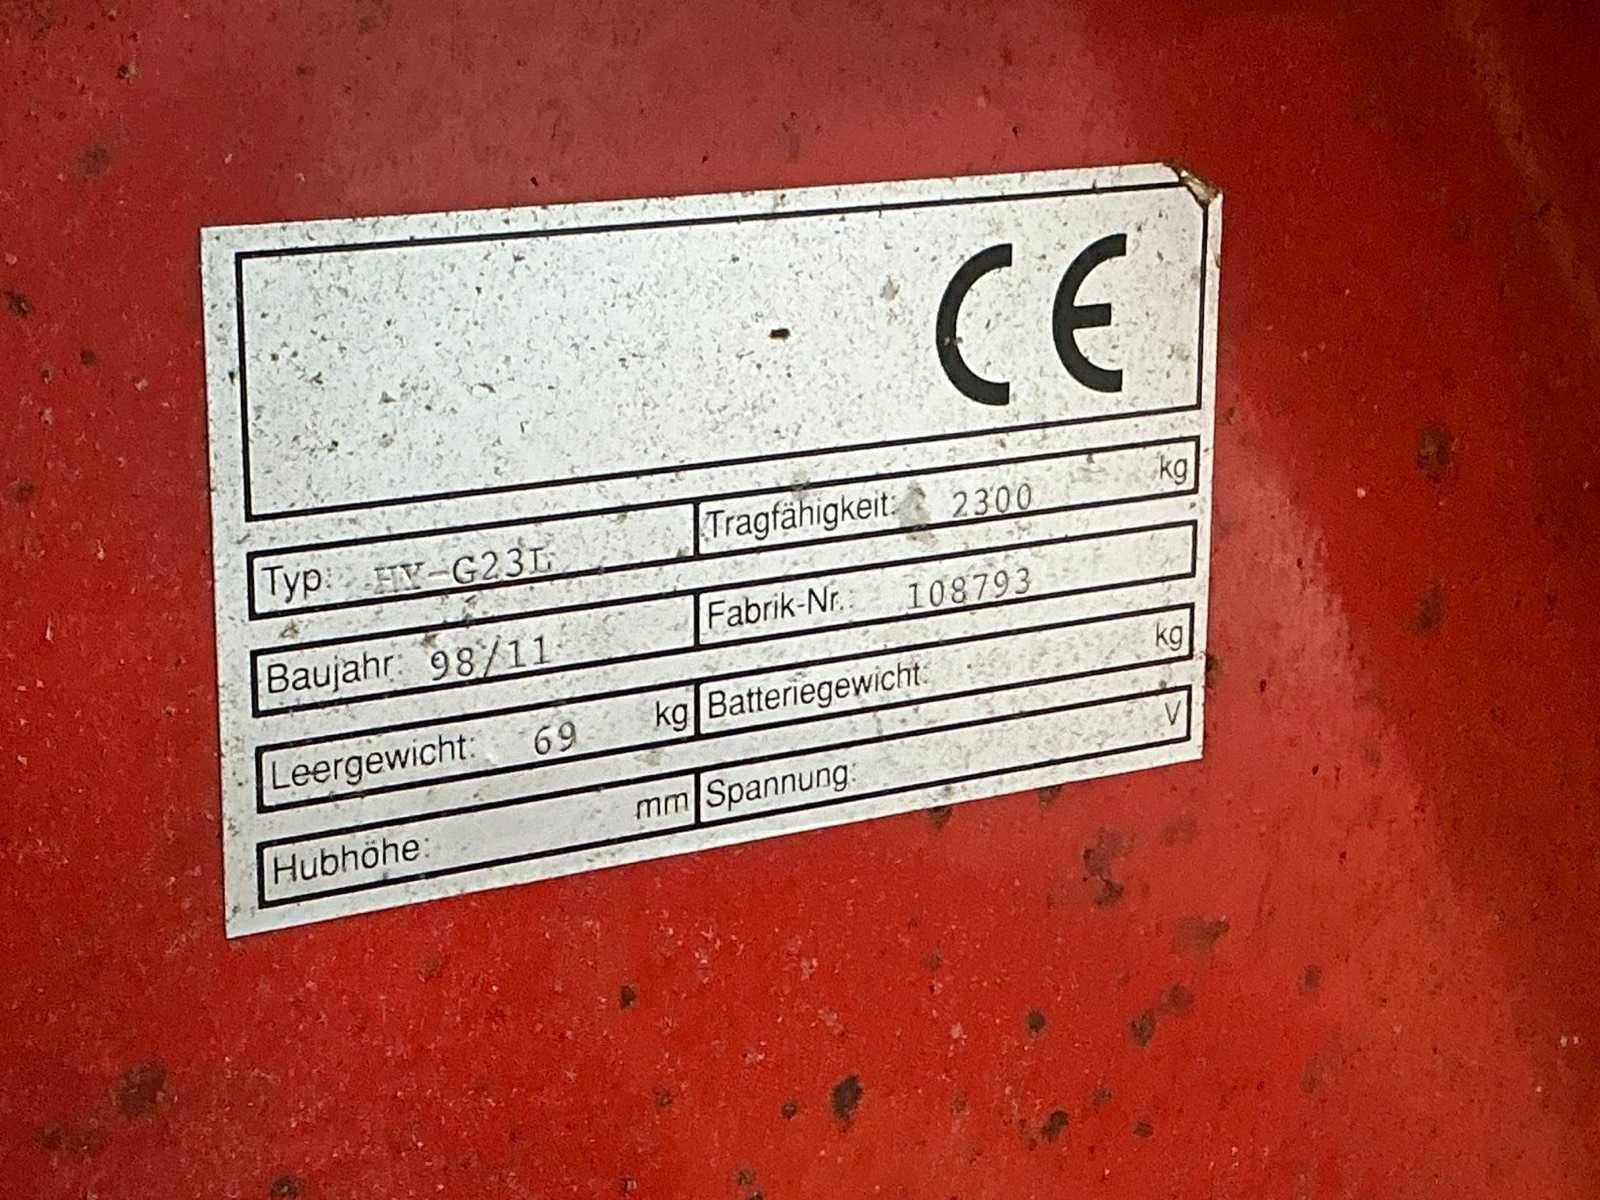 CE
Typ: HY-G23L Tragfähigkeit: 2300 kg
Baujahr: 98/11 Fabrik-Nr.: 108793
Leergewicht: 69 kg Batteriegewicht: kg
Hubhöhe: mm Spannung: V